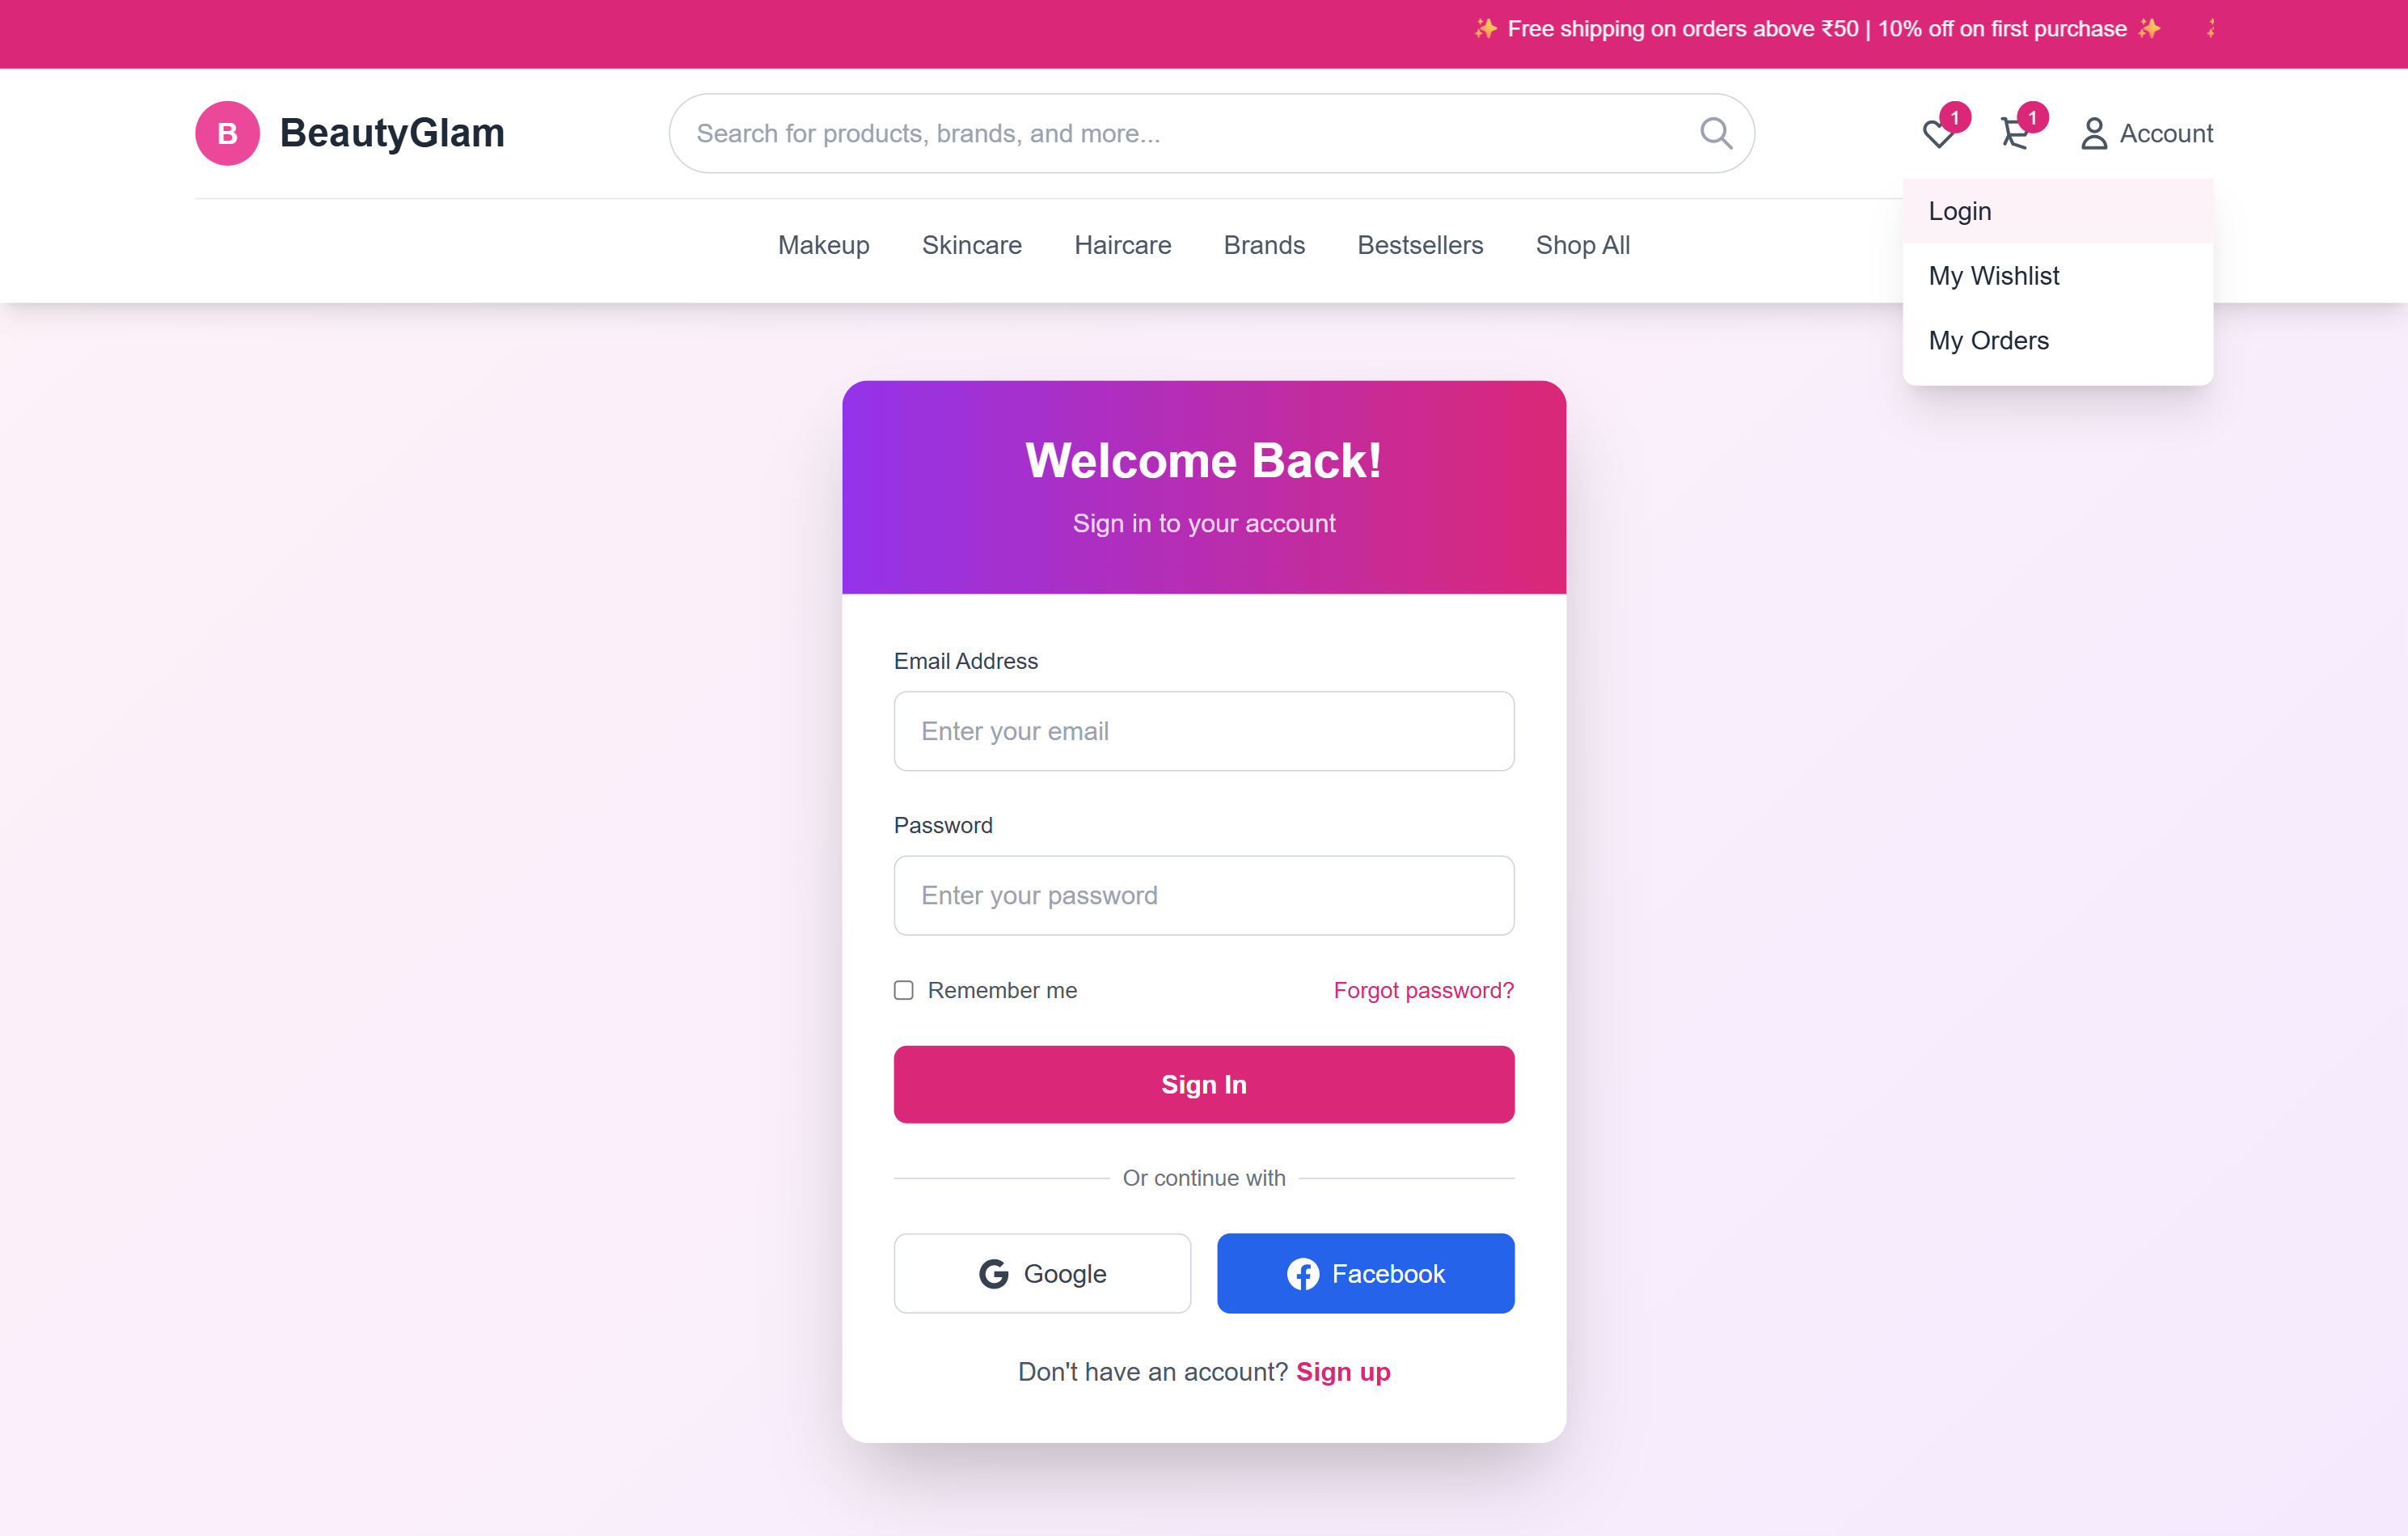 ✨ Free shipping on orders above ₹50 | 10% off on first purchase ✨
B BeautyGlam
Search for products, brands, and more...
1
1
Account
Login
My Wishlist
My Orders
Makeup Skincare Haircare Brands Bestsellers Shop All
Welcome Back!
Sign in to your account
Email Address
Enter your email
Password
Enter your password
Remember me
Forgot password?
Sign In
Or continue with
Google
Facebook
Don't have an account? Sign up